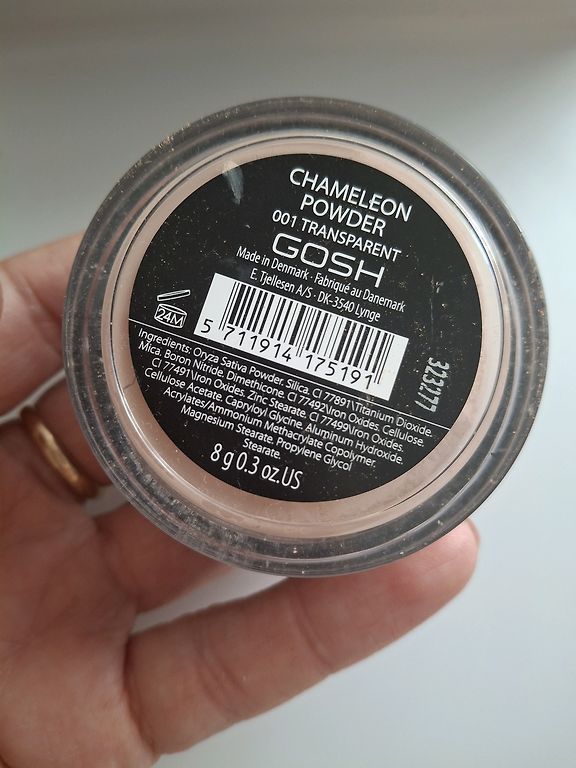 CHAMELEON
POWDER
001 TRANSPARENT
GOSH
Made in Denmark · Fabriqué au Danemark
E. Tjellesen A/S · DK-3540 Lynge
24M
5 711914 175191
323177
Ingredients: Oryza Sativa Powder, Silica, CI 77891\Titanium Dioxide,
Mica, Boron Nitride, Dimethicone, CI 77492\Iron Oxides, Cellulose,
CI 77491\Iron Oxides, Zinc Stearate, CI 77499\Iron Oxides,
Cellulose Acetate, Capryloyl Glycine, Aluminum Hydroxide,
Acrylates/Ammonium Methacrylate Copolymer,
Magnesium Stearate, Propylene Glycol
Stearate.
8 g 0.3 oz.US